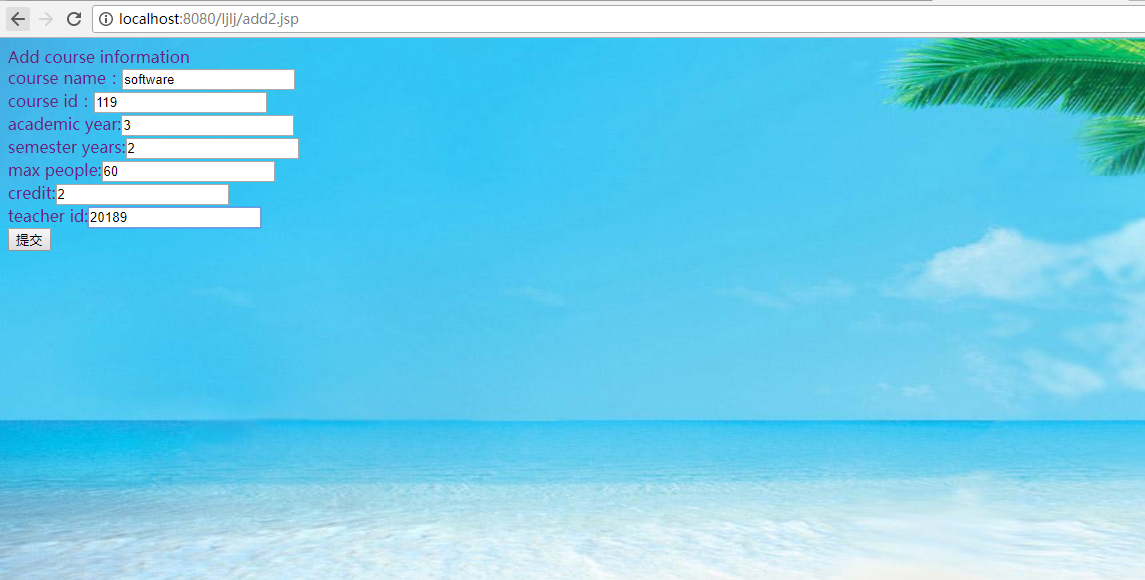 localhost:8080/ljlj/add2.jsp
Add course information
course name：software
course id：119
academic year:3
semester years:2
max people:60
credit:2
teacher id:20189
提交